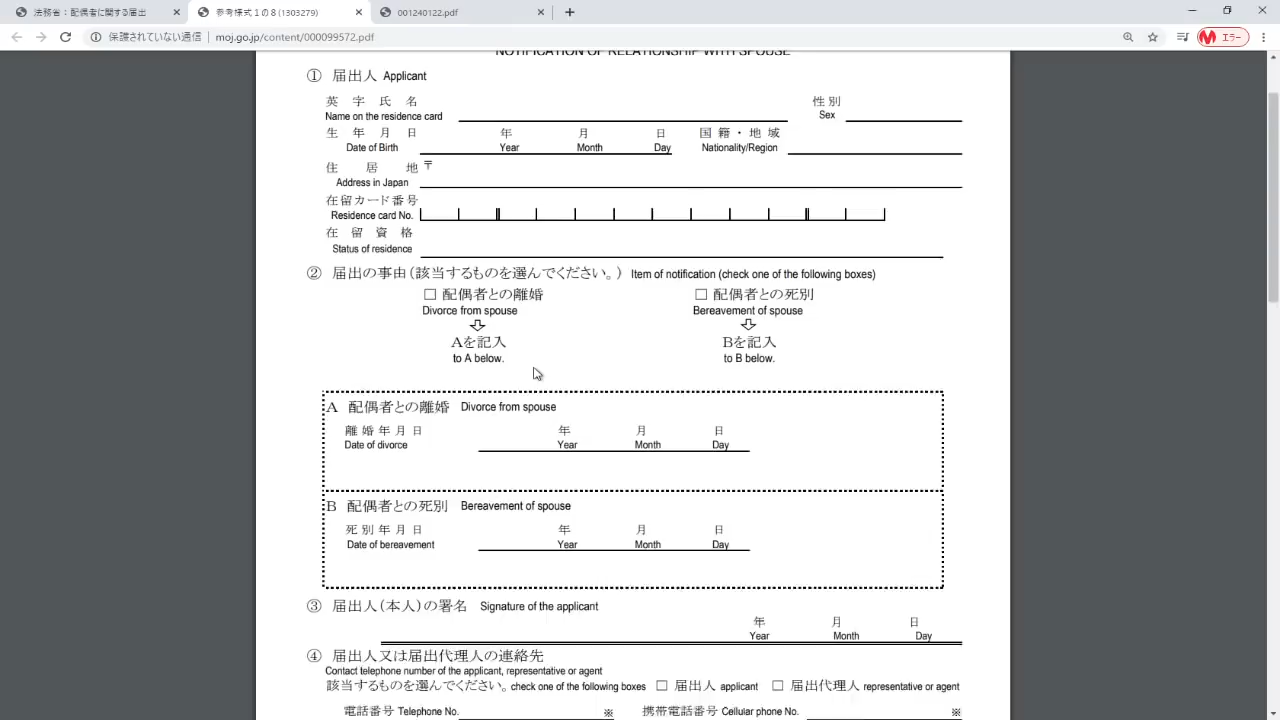 法務省：配偶者に関する届出
参考様式１の８(1303279)
001240122.pdf
保護されていない通信 | moj.go.jp/content/000099572.pdf
エラー
NOTIFICATION OF RELATIONSHIP WITH SPOUSE
① 届出人 Applicant
英字氏名
Name on the residence card
性別
Sex
生年月日 年 月 日
Date of Birth Year Month Day
国籍・地域
Nationality/Region
住居地 〒
Address in Japan
在留カード番号
Residence card No.
在留資格
Status of residence
② 届出の事由（該当するものを選んでください。） Item of notification (check one of the following boxes)
□ 配偶者との離婚 □ 配偶者との死別
Divorce from spouse Bereavement of spouse
Aを記入 Bを記入
to A below. to B below.
A 配偶者との離婚 Divorce from spouse
離婚年月日 年 月 日
Date of divorce Year Month Day
B 配偶者との死別 Bereavement of spouse
死別年月日 年 月 日
Date of bereavement Year Month Day
③ 届出人（本人）の署名 Signature of the applicant
年 月 日
Year Month Day
④ 届出人又は届出代理人の連絡先
Contact telephone number of the applicant, representative or agent
該当するものを選んでください。check one of the following boxes □ 届出人 applicant □ 届出代理人 representative or agent
電話番号 Telephone No. ※ 携帯電話番号 Cellular phone No. ※